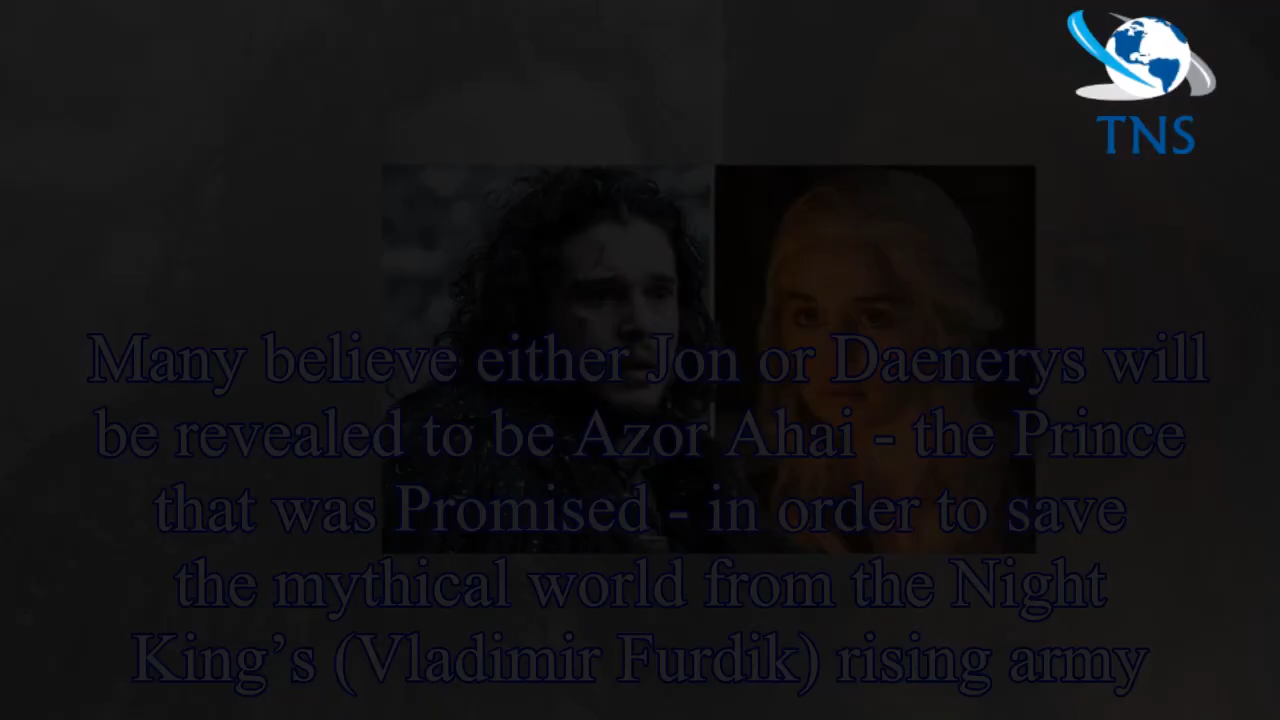 TNS
Many believe either Jon or Daenerys will
be revealed to be Azor Ahai - the Prince
that was Promised - in order to save
the mythical world from the Night
King’s (Vladimir Furdik) rising army